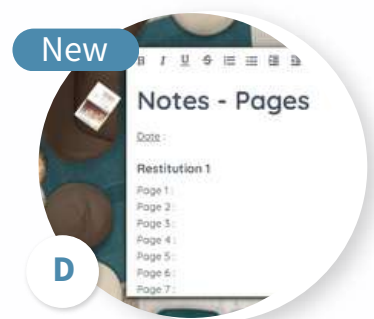 New
B I U S
Notes - Pages
Date :
Restitution 1
Page 1 :
Page 2 :
Page 3 :
Page 4 :
Page 5 :
Page 6 :
Page 7 :
D